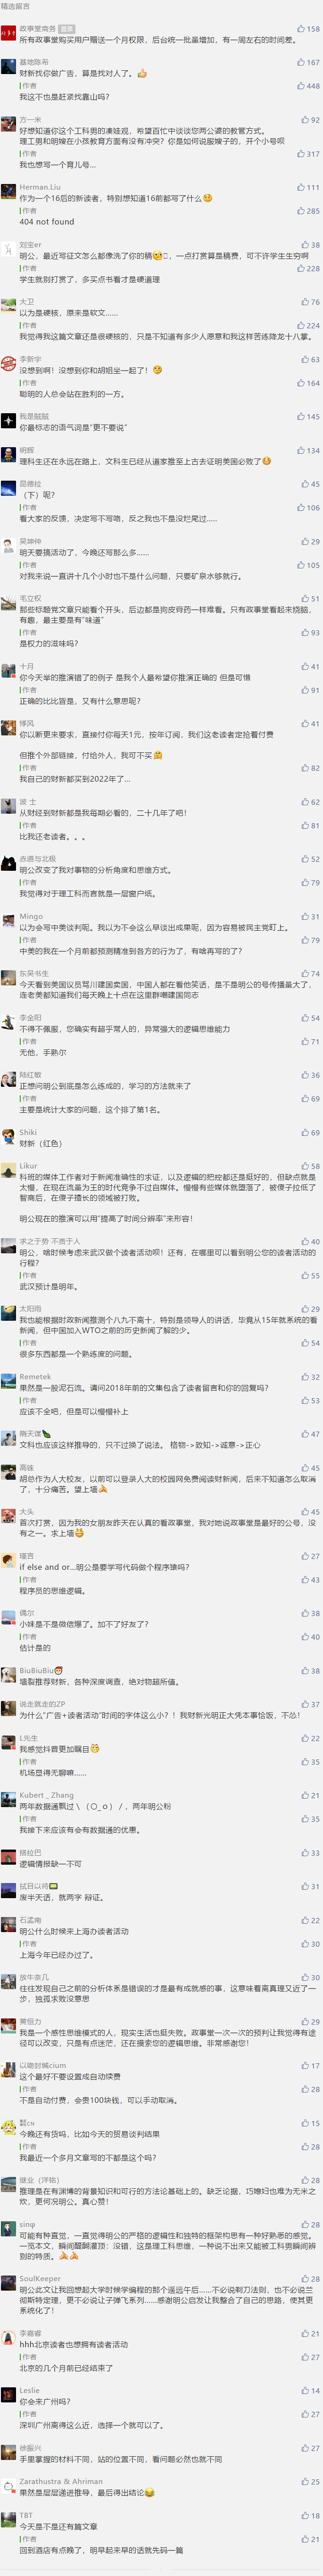 精选留言
政事堂商务 置顶 158
所有政事堂购买用户赠送一个月权限，后台统一批量增加，有一周左右的时间差。
基地陈布 167
财新找你做广告，算是找对人了。👍
作者 448
我这不也是赶紧找靠山吗？
方一米 92
好想知道你这个工科男的凑娃观，希望百忙中谈谈您两公婆的教管方式。
理工男和明嫂在小孩教育方面有没有冲突？你是如何说服嫂子的，开个小号呗
作者 317
我也想写一个育儿号...
Herman.Liu 111
作为一个16后的新读者，特别想知道16前都写了什么
作者 285
404 not found
刘宝er 38
明公，最近写征文怎么都像洗了你的稿，一点打赏算是稿费，可不许学生生穷啊
作者 228
学生就别打赏了，多买点书看才是硬道理
大卫 76
以为是硬核，原来是软文......
作者 224
我觉得我这篇文章还是很硬核的，只是不知道有多少人愿意和我这样苦练降龙十八掌。
李新宇 63
没想到啊！没想到你和胡姐坐一起了！
作者 164
聪明的人总会站在胜利的一方。
我是贼贼 145
你最标志的语气词是“更不要说”
明辉 134
理科生还在永远在路上，文科生已经从道家推至上古去证明美国必败了
昆德拉 45
（下）呢？
作者 106
看大家的反馈，决定写不写吻，反之我也不是没烂尾过.....
吴坤仲 29
明天要搞活动了，今晚还写那么多......
作者 105
对我来说一直讲十几个小时也不是什么问题，只要矿泉水够就行。
毛立权 51
那些标题党文章只能看个开头，后边都是狗皮膏药一样难看。只有政事堂看起来烧脑，有趣，最主要是有“味道”
作者 93
是权力的滋味吗？
十月 41
你今天举的推演错了的例子 是我个人最希望你推演正确的 但是可惜
作者 91
正确的比比皆是，又有什么意思呢？
悸风 41
你以断更来要求，直接付你每天1元，按年订阅，我们这老读者定抢着付费
但推个外部链接，付给外人，我可不买
作者 82
我自己的财新都买到2022年了...
波 士 62
从财经到财新都是我每期必看的，二十几年了吧！
作者 81
比我还老读者。。。
赤道与北极 52
明公改变了我对事物的分析角度和思维方式。
作者 79
我觉得对于理工科而言就是一层窗户纸。
Mingo 31
以为会写中美谈判呢。我以为不会这么早谈出成果呢，因为容易被民主党盯上。
作者 79
中美的我在一个月前都预测精准到各方的行为了，有啥再写的了？
东吴书生 74
今天看到美国议员骂川建国卖国，中国人都在看他笑话，是不是明公的号传播最大了，连老美都知道我们每天晚上十点在这里群嘲建国同志
李金阳 54
不得不佩服，您确实有超乎常人的，异常强大的逻辑思维能力
作者 71
无他，手熟尔
陆红敏 36
正想问明公到底是怎么练成的，学习的方法就来了
作者 69
主要是统计大家的问题，这个排了第1名。
Shiki 69
财新（红色）
Likur 58
科班的媒体工作者对于新闻准确性的求证，以及逻辑的把控都还是挺好的，但缺点就是太慢，在现在流量为王的时代竞争不过自媒体。慢慢有些媒体就堕落了，被傻子拉低了智商后，在傻子擅长的领域被打败。
明公现在的推演可以用“提高了时间分辨率”来形容！
求之于势 不责于人 40
明公，啥时候考虑来武汉做个读者活动呗！还有，在哪里可以看到明公您的读者活动的行程？
作者 55
武汉预计是明年。
太阳雨 29
我也能根据时政新闻推测个八九不离十，特别是领导人的讲话，毕竟从15年就系统的看新闻，但中国加入WTO之前的历史新闻了解的少。
作者 54
很多东西都是一个熟练度的问题。
Remetek 32
果然是一股泥石流。请问2018年前的文集包含了读者留言和你的回复吗？
作者 53
应该不全吧，但是可以慢慢补上
隋天谋 47
文科也应该这样推导的，只不过换了说法。 格物->致知->诚意->正心
高诛 45
胡总作为人大校友，以前可以登录人大的校园网免费阅读财新闻，后来不知道怎么取消了，十分痛苦。望上墙🙏
大头 45
首次打赏，因为我的女朋友昨天在认真的看政事堂，我对她说政事堂是最好的公号，没有之一。求上墙
瑾言 27
if else and or...明公是要学写代码做个程序猿吗？
作者 43
程序员的思维逻辑。
偶尔 38
小妹是不是微信爆了。加不了好友了？
作者 40
估计是的
BiuBiuBiu 38
墙裂推荐财新，各种深度调查，绝对物超所值。
说走就走的ZP 37
为什么“广告+读者活动”时间的字体这么小？！ 我财新光明正大凭本事恰饭，不怂！
L先生 22
我感觉抖音更加瞩目
作者 35
机场显得无聊嘛......
Kubert _ Zhang 21
两年数据通飘过 \ （〇_ｏ）/，两年明公粉
作者 35
我接下来应该有会有数据通的优惠。
搭拉巴 33
逻辑情报缺一不可
拭目以待 31
废半天话，就两字 辩证。
石孟南 22
明公什么时候来上海办读者活动
作者 30
上海今年已经办过了。
放牛奈几 30
往往发现自己之前的分析体系是错误的才是最有成就感的事，这意味着离真理又近了一步，独孤求败没意思
黄恒力 29
我是一个感性思维模式的人，现实生活也挺失败。政事堂一次一次的预判让我觉得有途径可以改变，只是有点迷茫，还在摸索您的逻辑思维。非常感谢您！
以咆封缄cium 17
这个最好不要设置成自动续费
作者 28
不是自动付费，会贵100块钱，可以手动取消。
CN 15
今晚还有货吗，比如今天的贸易谈判结果
作者 28
我最近一个多月文章写的不都是这个吗？
继业（洋铭） 28
推理是在有渊博的背景知识和可行的方法论基础上的。缺乏论据，巧媳妇也难为无米之炊，更何况明公。真心赞！
sinφ 28
可能有种直觉，一直觉得明公的严格的逻辑性和独特的框架构思有一种好熟悉的感觉。一览本文，瞬间醍醐灌顶：没错，这是理工科思维，一种说不出来又能被工科男瞬间辨别的特质。🙏🙏
SoulKeeper 28
明公此文让我回想起大学时候学编程的那个遥远午后......不必说剃刀法则，也不必说兰彻斯特定理，更不必说让子弹飞系列......感谢明公启发让我整合了自己的思路，使其更系统化了！
李嘉睿 21
hhh北京读者也想拥有读者活动
作者 27
北京的几个月前已经结束了
Leslie 14
你会来广州吗？
作者 27
深圳广州离得这么近，选择一个就可以了。
徐振兴 27
手里掌握的材料不同，站的位置不同，看问题必然也就不同
Zarathustra & Ahriman 25
果然是层层递进推导，最后得出结论😂
TBT 18
今天是不是还有篇文章
作者 21
回到酒店有点晚了，明早起来早的话就先码一篇